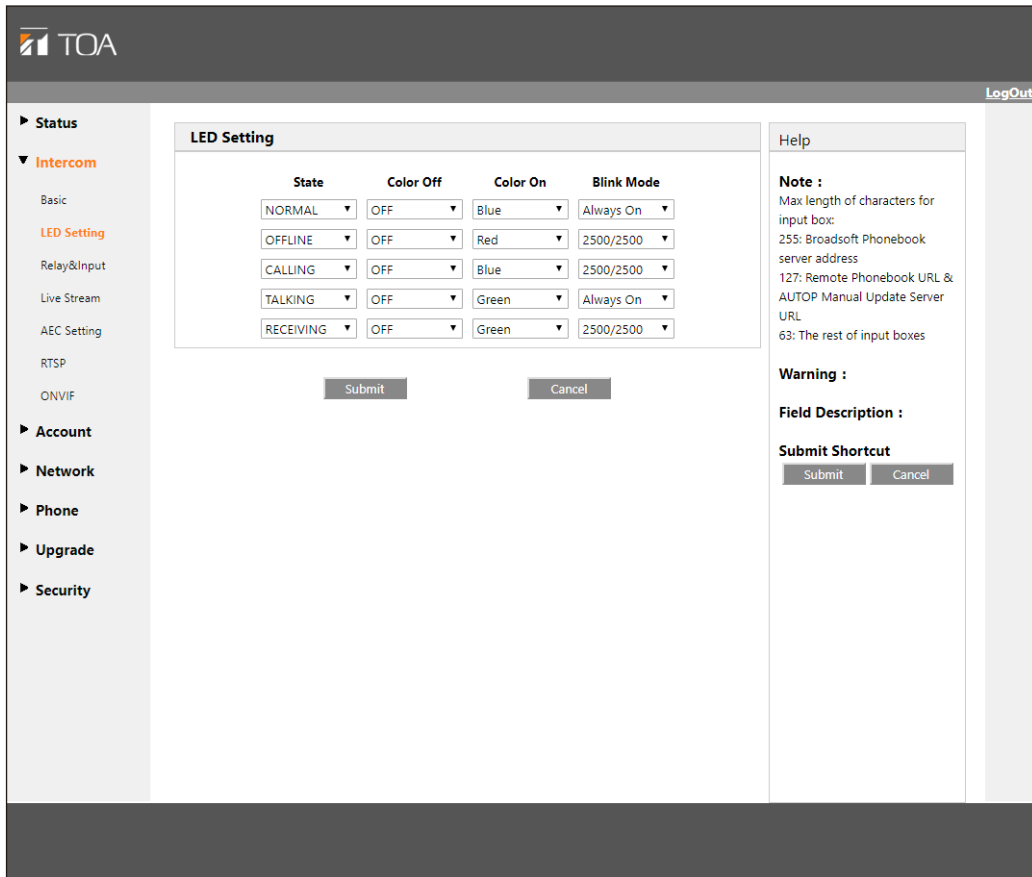 TOA
LogOut
Status
Intercom
Basic
LED Setting
Relay&Input
Live Stream
AEC Setting
RTSP
ONVIF
Account
Network
Phone
Upgrade
Security
LED Setting
State Color Off Color On Blink Mode
NORMAL OFF Blue Always On
OFFLINE OFF Red 2500/2500
CALLING OFF Blue 2500/2500
TALKING OFF Green Always On
RECEIVING OFF Green 2500/2500
Submit Cancel
Help
Note :
Max length of characters for
input box:
255: Broadsoft Phonebook
server address
127: Remote Phonebook URL &
AUTOP Manual Update Server
URL
63: The rest of input boxes
Warning :
Field Description :
Submit Shortcut
Submit Cancel